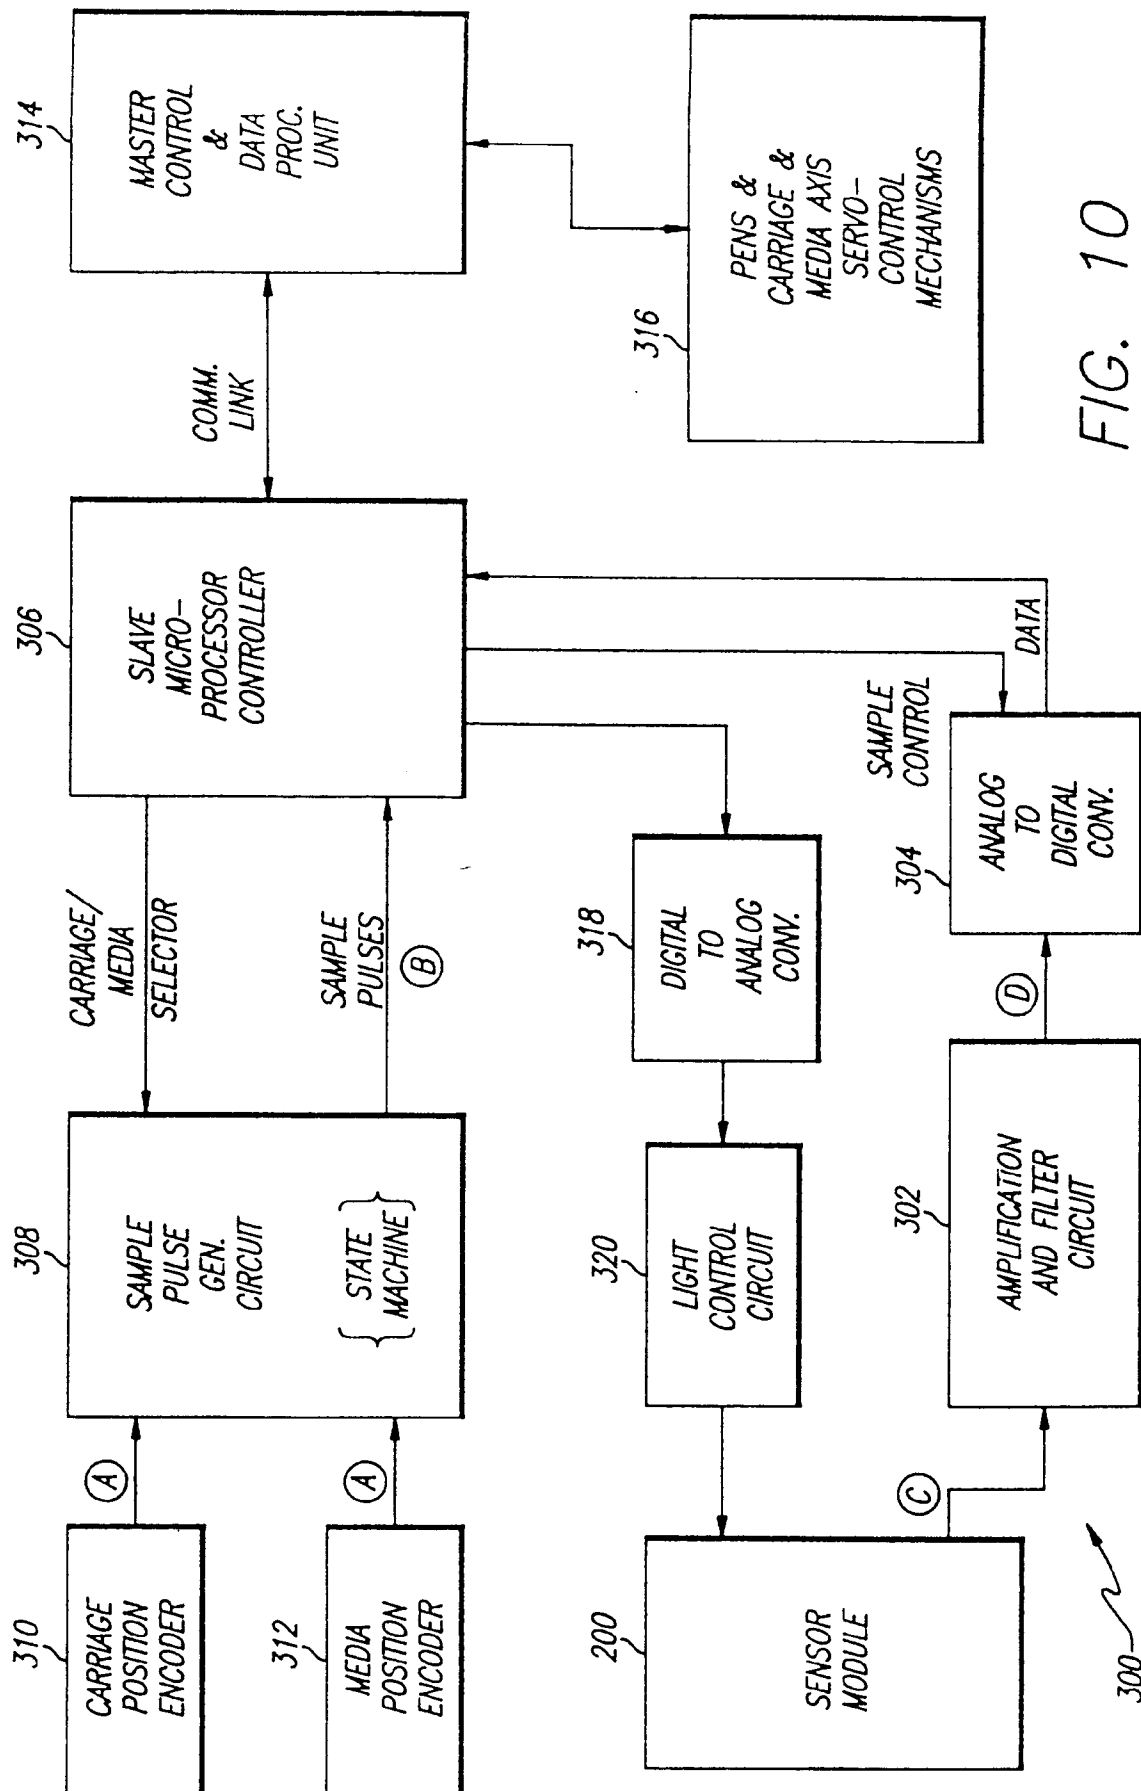 310
CARRIAGE
POSITION
ENCODER
A
308
SAMPLE
PULSE
GEN.
CIRCUIT
{STATE
MACHINE}
CARRIAGE/
MEDIA
SELECTOR
SAMPLE
PULSES
B
306
SLAVE
MICRO-
PROCESSOR
CONTROLLER
COMM.
LINK
314
MASTER
CONTROL
&
DATA
PROC.
UNIT
312
MEDIA
POSITION
ENCODER
A
200
SENSOR
MODULE
320
LIGHT
CONTROL
CIRCUIT
318
DIGITAL
TO
ANALOG
CONV.
C
302
AMPLIFICATION
AND FILTER
CIRCUIT
D
304
ANALOG
TO
DIGITAL
CONV.
SAMPLE
CONTROL
DATA
316
PENS &
CARRIAGE &
MEDIA AXIS
SERVO-
CONTROL
MECHANISMS
300
FIG. 10